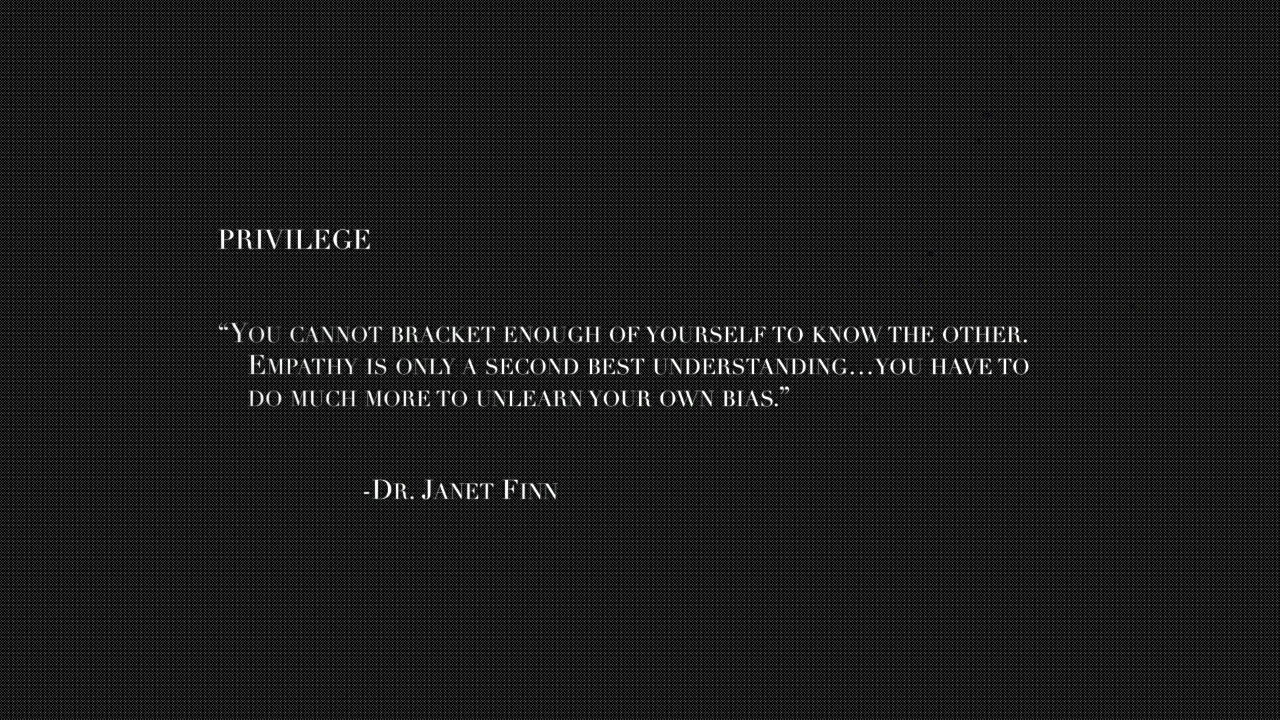 PRIVILEGE
“YOU CANNOT BRACKET ENOUGH OF YOURSELF TO KNOW THE OTHER.
EMPATHY IS ONLY A SECOND BEST UNDERSTANDING...YOU HAVE TO
DO MUCH MORE TO UNLEARN YOUR OWN BIAS.”
-DR. JANET FINN